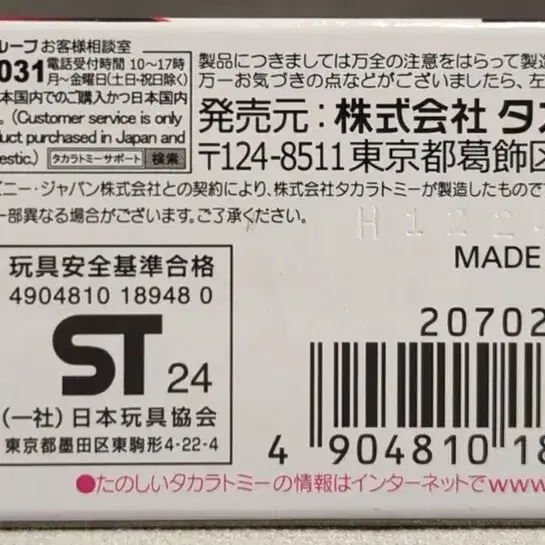 ループ お客様相談室
031 電話受付時間 10～17時
月～金曜日(土日・祝日除く)
本国内でのご購入かつ日本国内
。(Customer service is only
duct purchased in Japan and
estic.) タカラトミーサポート 検索
製品につきましては万全の注意をはらって製造
万一お気づきの点などがございましたら、左
発売元：株式会社 タカ
〒124-8511東京都葛飾区
ズニー・ジャパン株式会社との契約により、株式会社タカラトミーが製造したもので
一部異なる場合がございます。ご了承ください。
MADE
玩具安全基準合格
4904810 18948 0
ST 24
(一社)日本玩具協会
東京都墨田区東駒形4-22-4
20702
4 904810 18
●たのしいタカラトミーの情報はインターネットでwww.